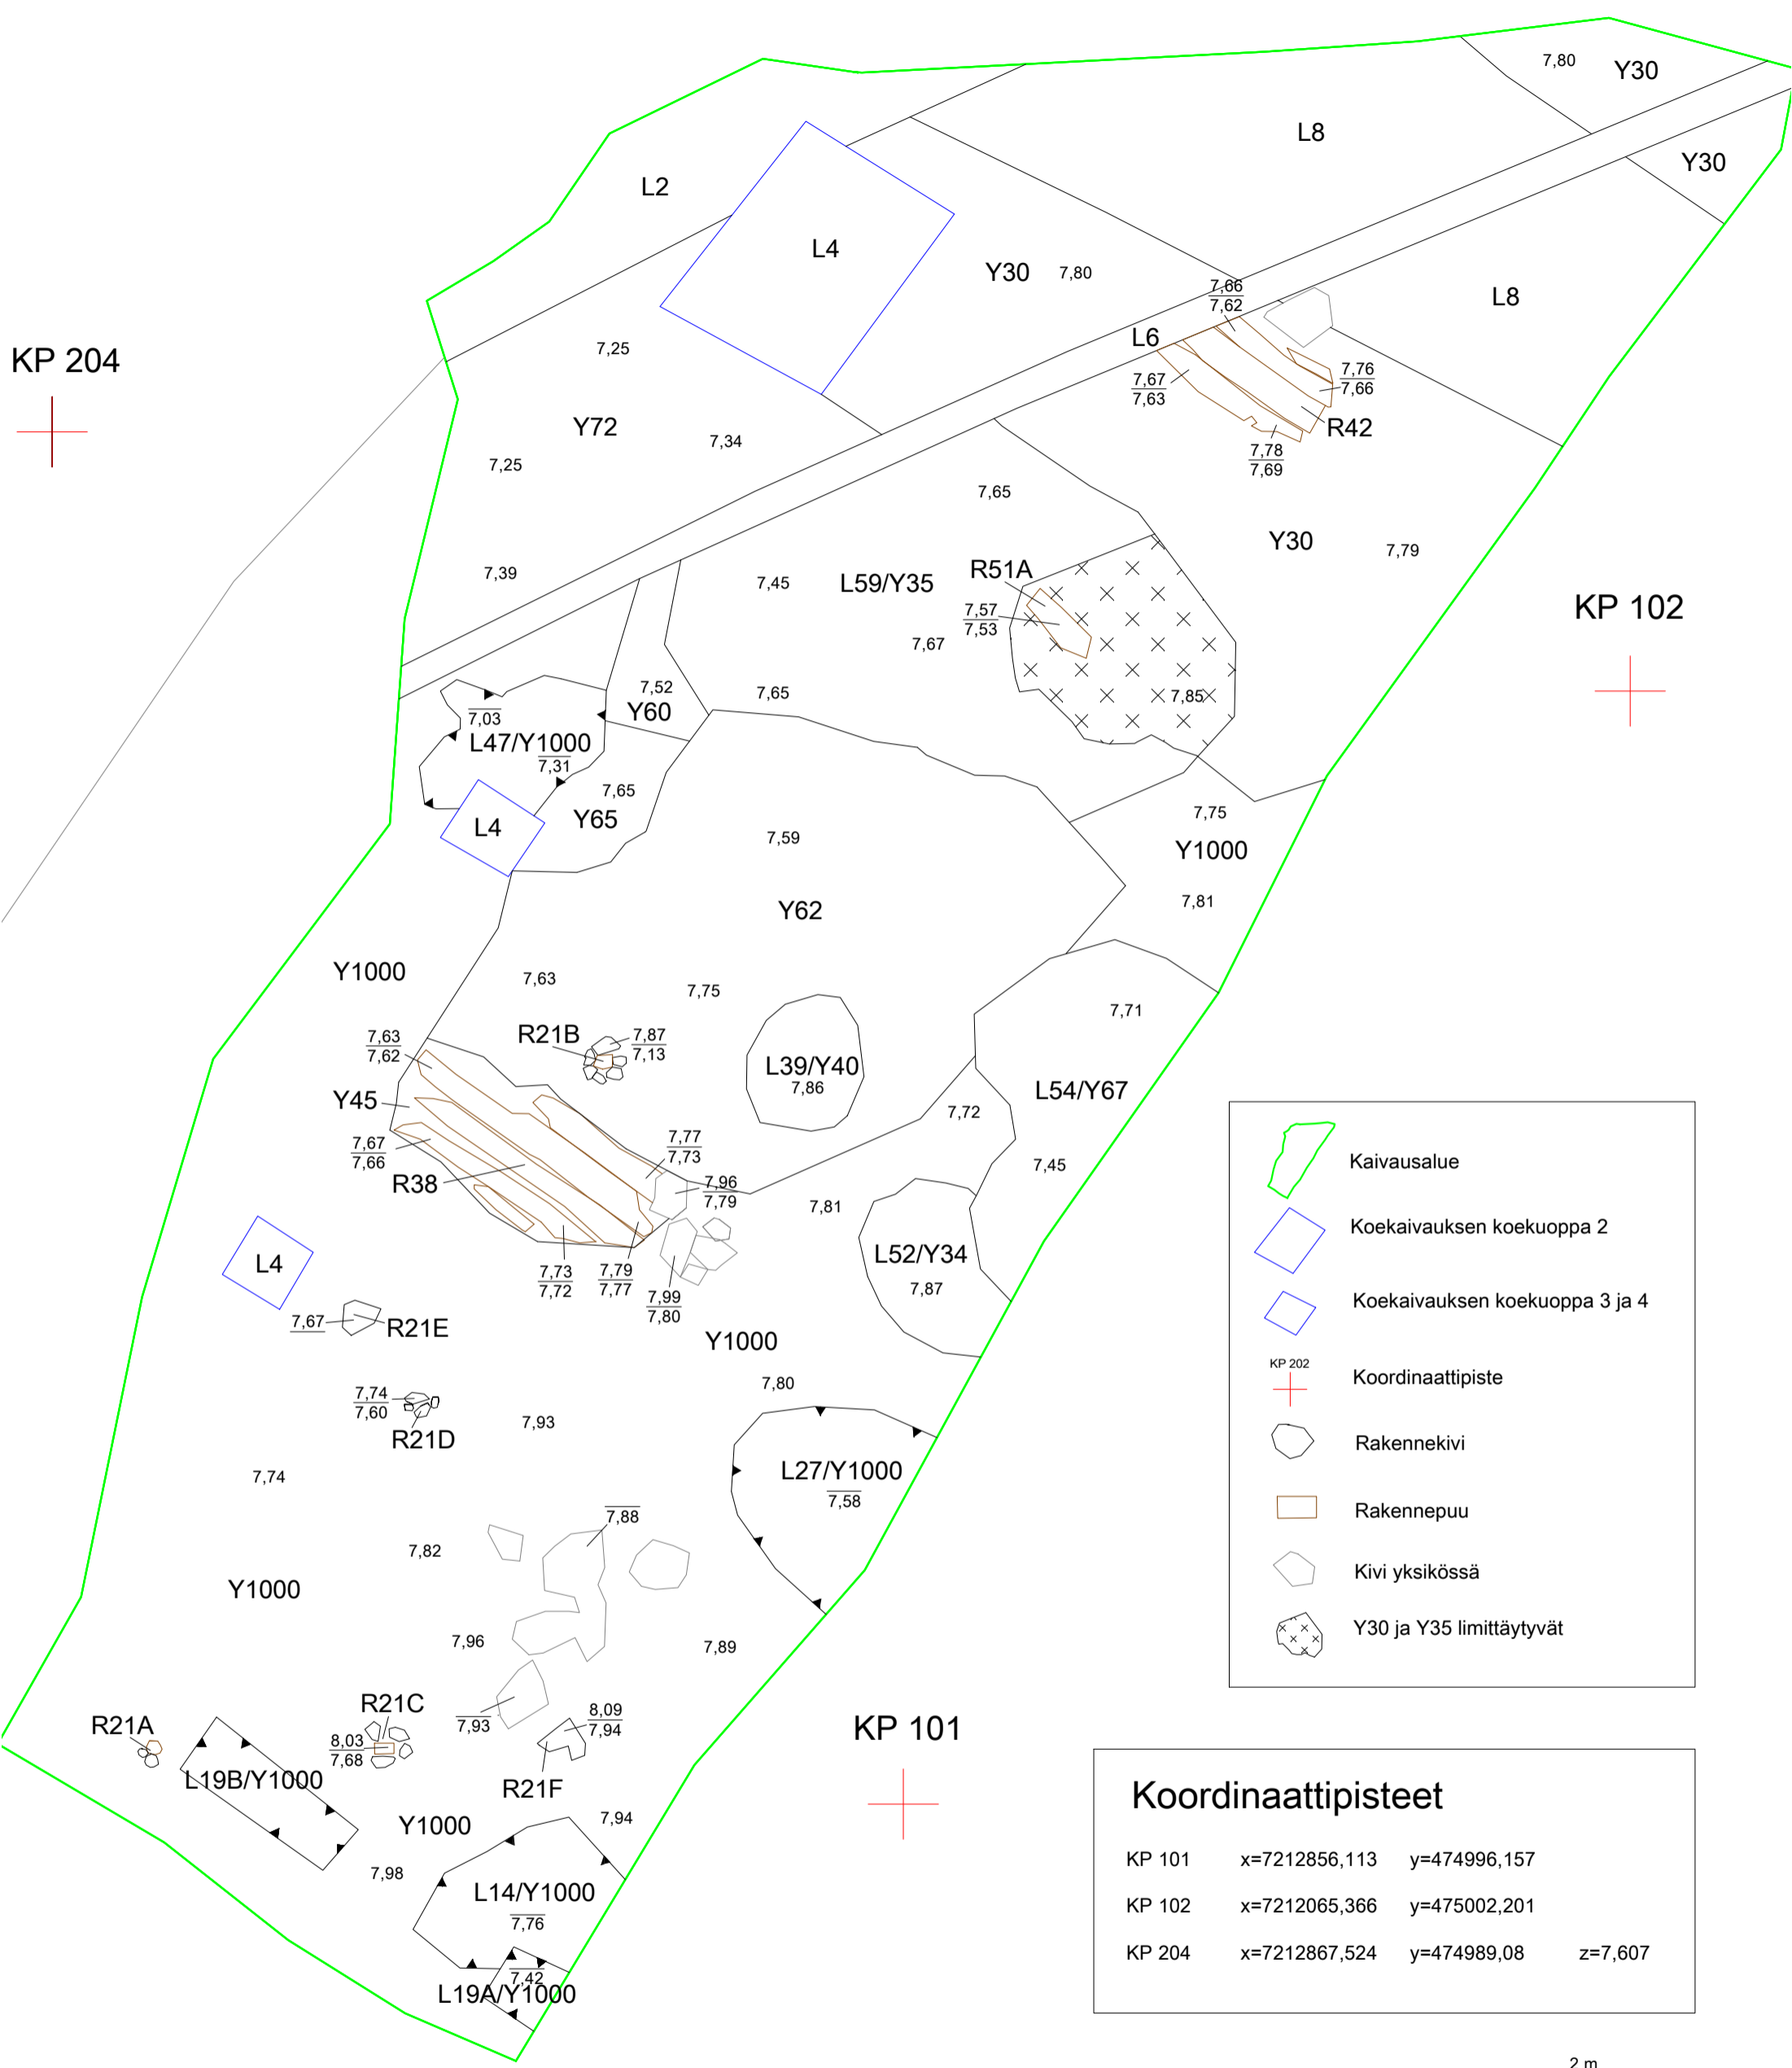 7,80
Y30
L8
Y30
L2
L4
Y30
7,80
7,66
7,62
L8
KP 204
7,25
L6
7,67
7,63
7,76
7,66
R42
Y72
7,34
7,25
7,78
7,69
7,65
Y30
7,79
7,39
7,45
L59/Y35
R51A
7,57
7,53
KP 102
7,67
7,52
7,65
7,85
7,03
Y60
L47/Y1000
7,31
7,65
Y65
L4
7,59
7,75
Y1000
7,81
Y62
Y1000
7,63
7,75
7,71
7,63
7,62
R21B
7,87
7,13
L39/Y40
7,86
Y45
L54/Y67
7,72
7,67
7,66
7,77
7,73
R38
7,96
7,79
7,45
7,81
L4
L52/Y34
7,87
7,73
7,72
7,79
7,77
7,99
7,80
7,67
R21E
Y1000
7,80
7,74
7,60
R21D
7,93
7,74
L27/Y1000
7,58
7,88
7,82
Y1000
7,96
7,89
R21A
R21C
8,03
7,68
7,93
8,09
7,94
KP 101
L19B/Y1000
R21F
Y1000
7,94
7,98
L14/Y1000
7,76
7,42
L19A/Y1000
Kaivausalue
Koekaivauksen koekuoppa 2
Koekaivauksen koekuoppa 3 ja 4
KP 202
Koordinaattipiste
Rakennekivi
Rakennepuu
Kivi yksikössä
Y30 ja Y35 limittäytyvät
Koordinaattipisteet
KP 101 x=7212856,113 y=474996,157
KP 102 x=7212065,366 y=475002,201
KP 204 x=7212867,524 y=474989,08 z=7,607
2 m